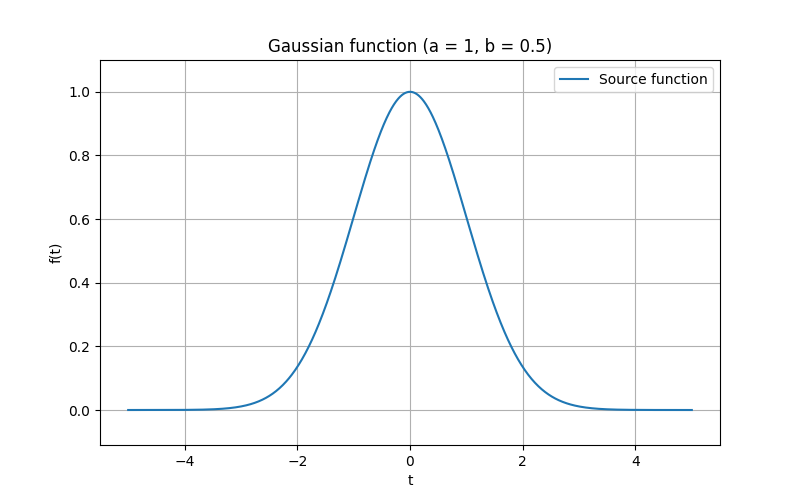 Gaussian function (a = 1, b = 0.5)
Source function
1.0
0.8
0.6
0.4
0.2
0.0
f(t)
−4
−2
0
2
4
t